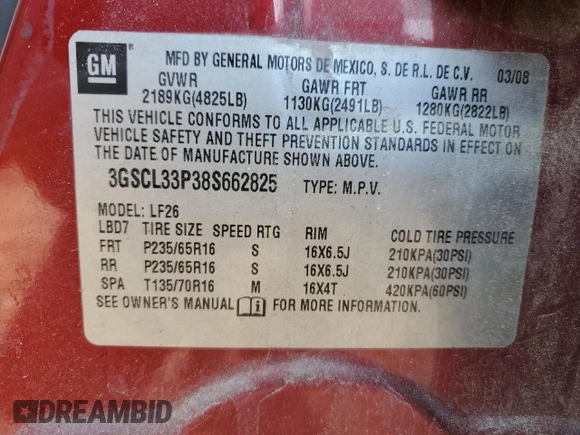 GM
MFD BY GENERAL MOTORS DE MEXICO, S. DE R.L. DE C.V. 03/08
GVWR GAWR FRT GAWR RR
2189KG(4825LB) 1130KG(2491LB) 1280KG(2822LB)
THIS VEHICLE CONFORMS TO ALL APPLICABLE U.S. FEDERAL MOTOR
VEHICLE SAFETY AND THEFT PREVENTION STANDARDS IN EFFECT ON
THE DATE OF MANUFACTURE SHOWN ABOVE.
3GSCL33P38S662825 TYPE: M.P.V.
MODEL: LF26
LBD7 TIRE SIZE SPEED RTG RIM COLD TIRE PRESSURE
FRT P235/65R16 S 16X6.5J 210KPA(30PSI)
RR P235/65R16 S 16X6.5J 210KPA(30PSI)
SPA T135/70R16 M 16X4T 420KPA(60PSI)
SEE OWNER'S MANUAL FOR MORE INFORMATION.
DREAMBID